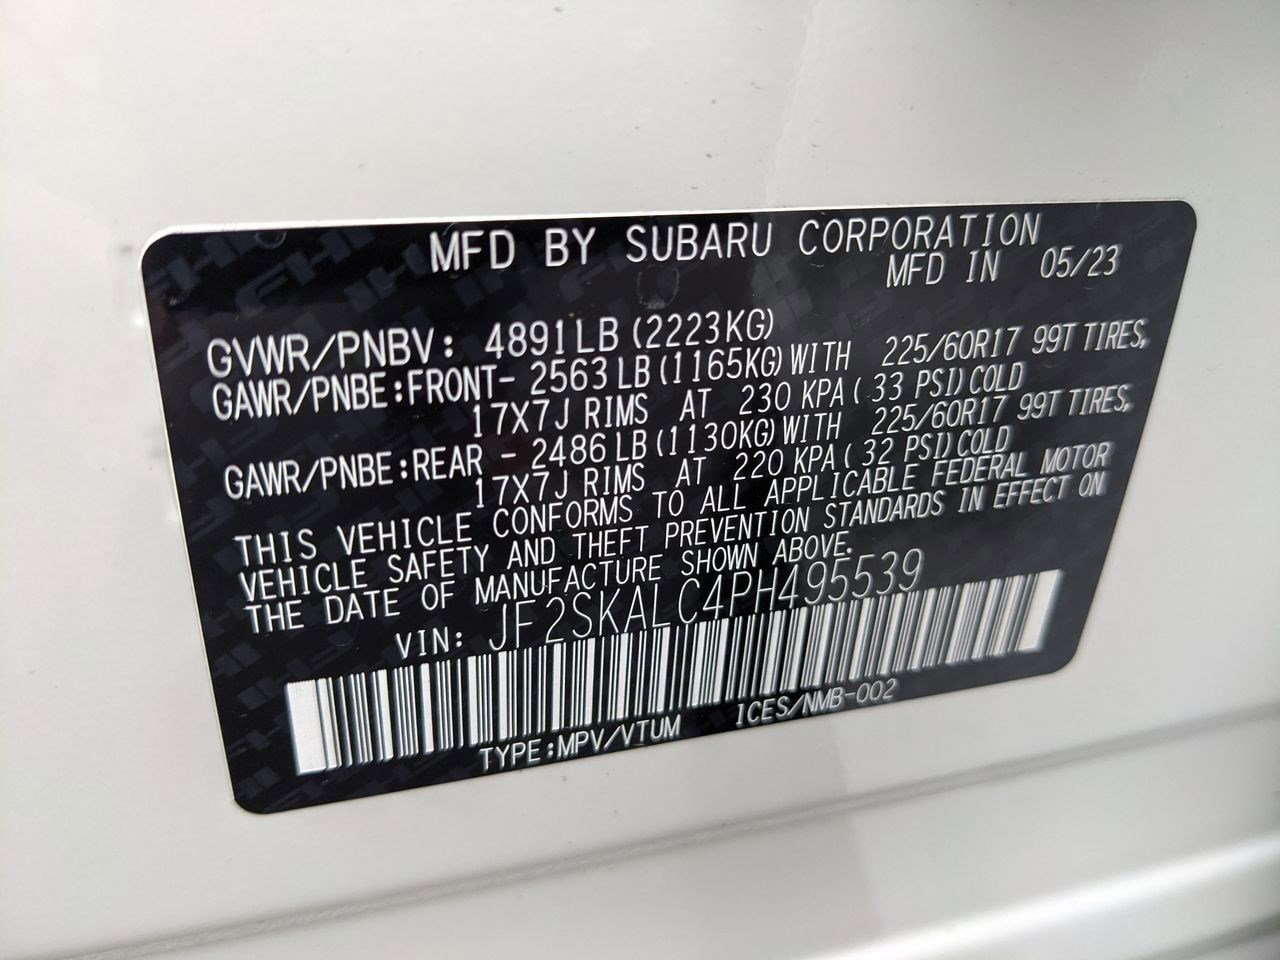 MFD BY SUBARU CORPORATION
MFD IN 05/23
GVWR/PNBV: 4891LB (2223KG)
GAWR/PNBE:FRONT- 2563LB (1165KG) WITH 225/60R17 99T TIRES,
17X7J RIMS AT 230 KPA( 33 PSI) COLD
GAWR/PNBE:REAR - 2486LB (1130KG) WITH 225/60R17 99T TIRES,
17X7J RIMS AT 220 KPA( 32 PSI) COLD
THIS VEHICLE CONFORMS TO ALL APPLICABLE FEDERAL MOTOR
VEHICLE SAFETY AND THEFT PREVENTION STANDARDS IN EFFECT ON
THE DATE OF MANUFACTURE SHOWN ABOVE.
VIN: JF2SKALC4PH495539
TYPE:MPV/VTUM ICES/NMB-002